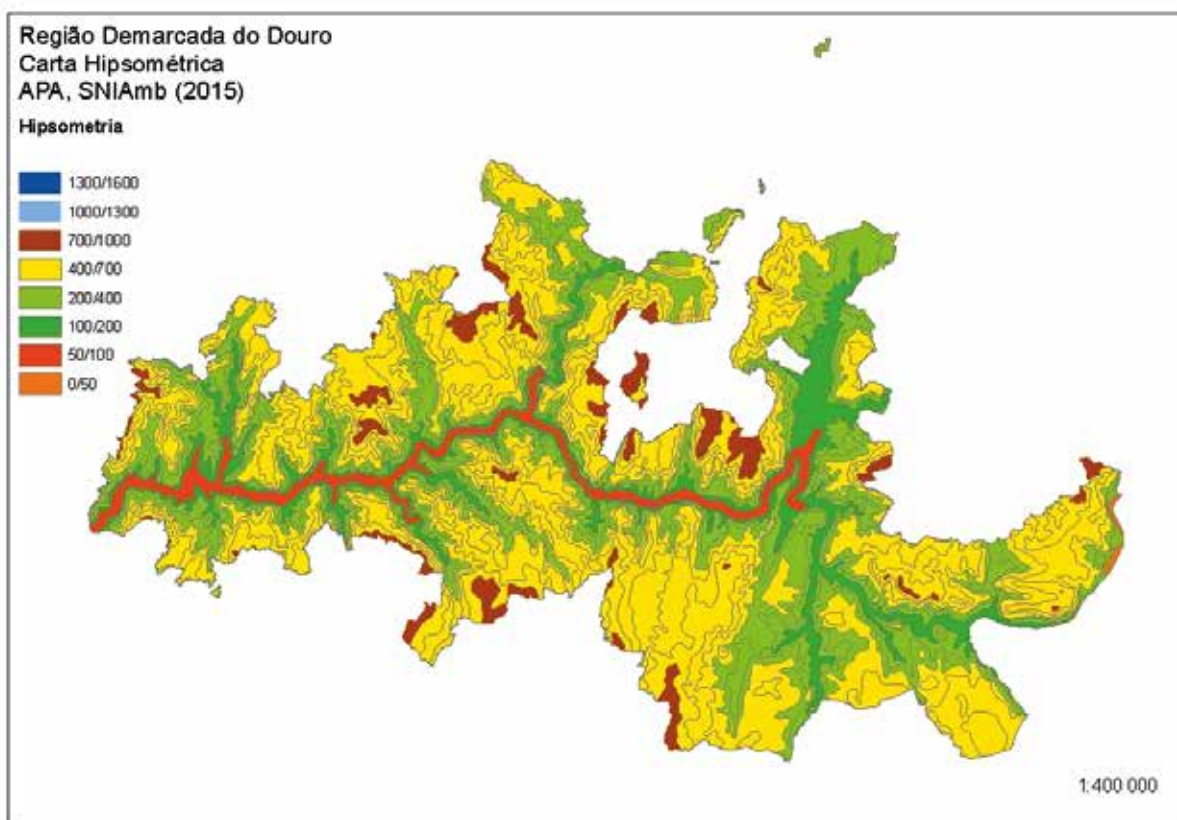 Região Demarcada do Douro
Carta Hipsométrica
APA, SNIAmb (2015)
Hipsometria
1300/1600
1000/1300
700/1000
400/700
200/400
100/200
50/100
0/50
1:400 000